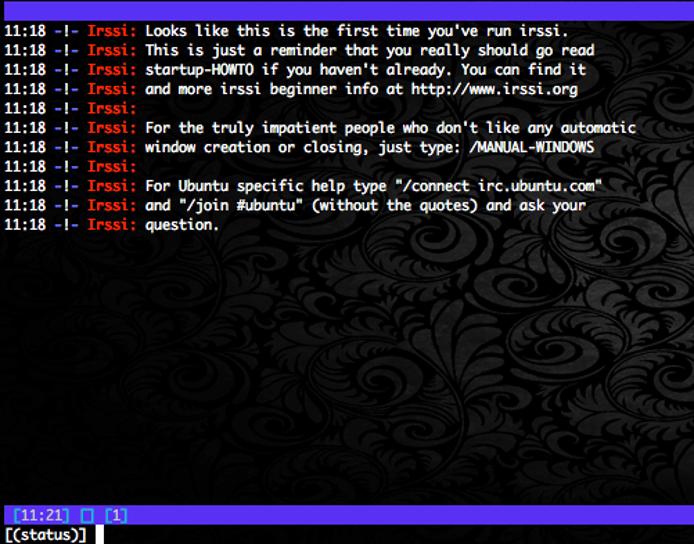 11:18 -!- Irssi: Looks like this is the first time you've run irssi.
11:18 -!- Irssi: This is just a reminder that you really should go read
11:18 -!- Irssi: startup-HOWTO if you haven't already. You can find it
11:18 -!- Irssi: and more irssi beginner info at http://www.irssi.org
11:18 -!- Irssi:
11:18 -!- Irssi: For the truly impatient people who don't like any automatic
11:18 -!- Irssi: window creation or closing, just type: /MANUAL-WINDOWS
11:18 -!- Irssi:
11:18 -!- Irssi: For Ubuntu specific help type "/connect irc.ubuntu.com"
11:18 -!- Irssi: and "/join #ubuntu" (without the quotes) and ask your
11:18 -!- Irssi: question.
[11:21] [] [1]
[(status)]